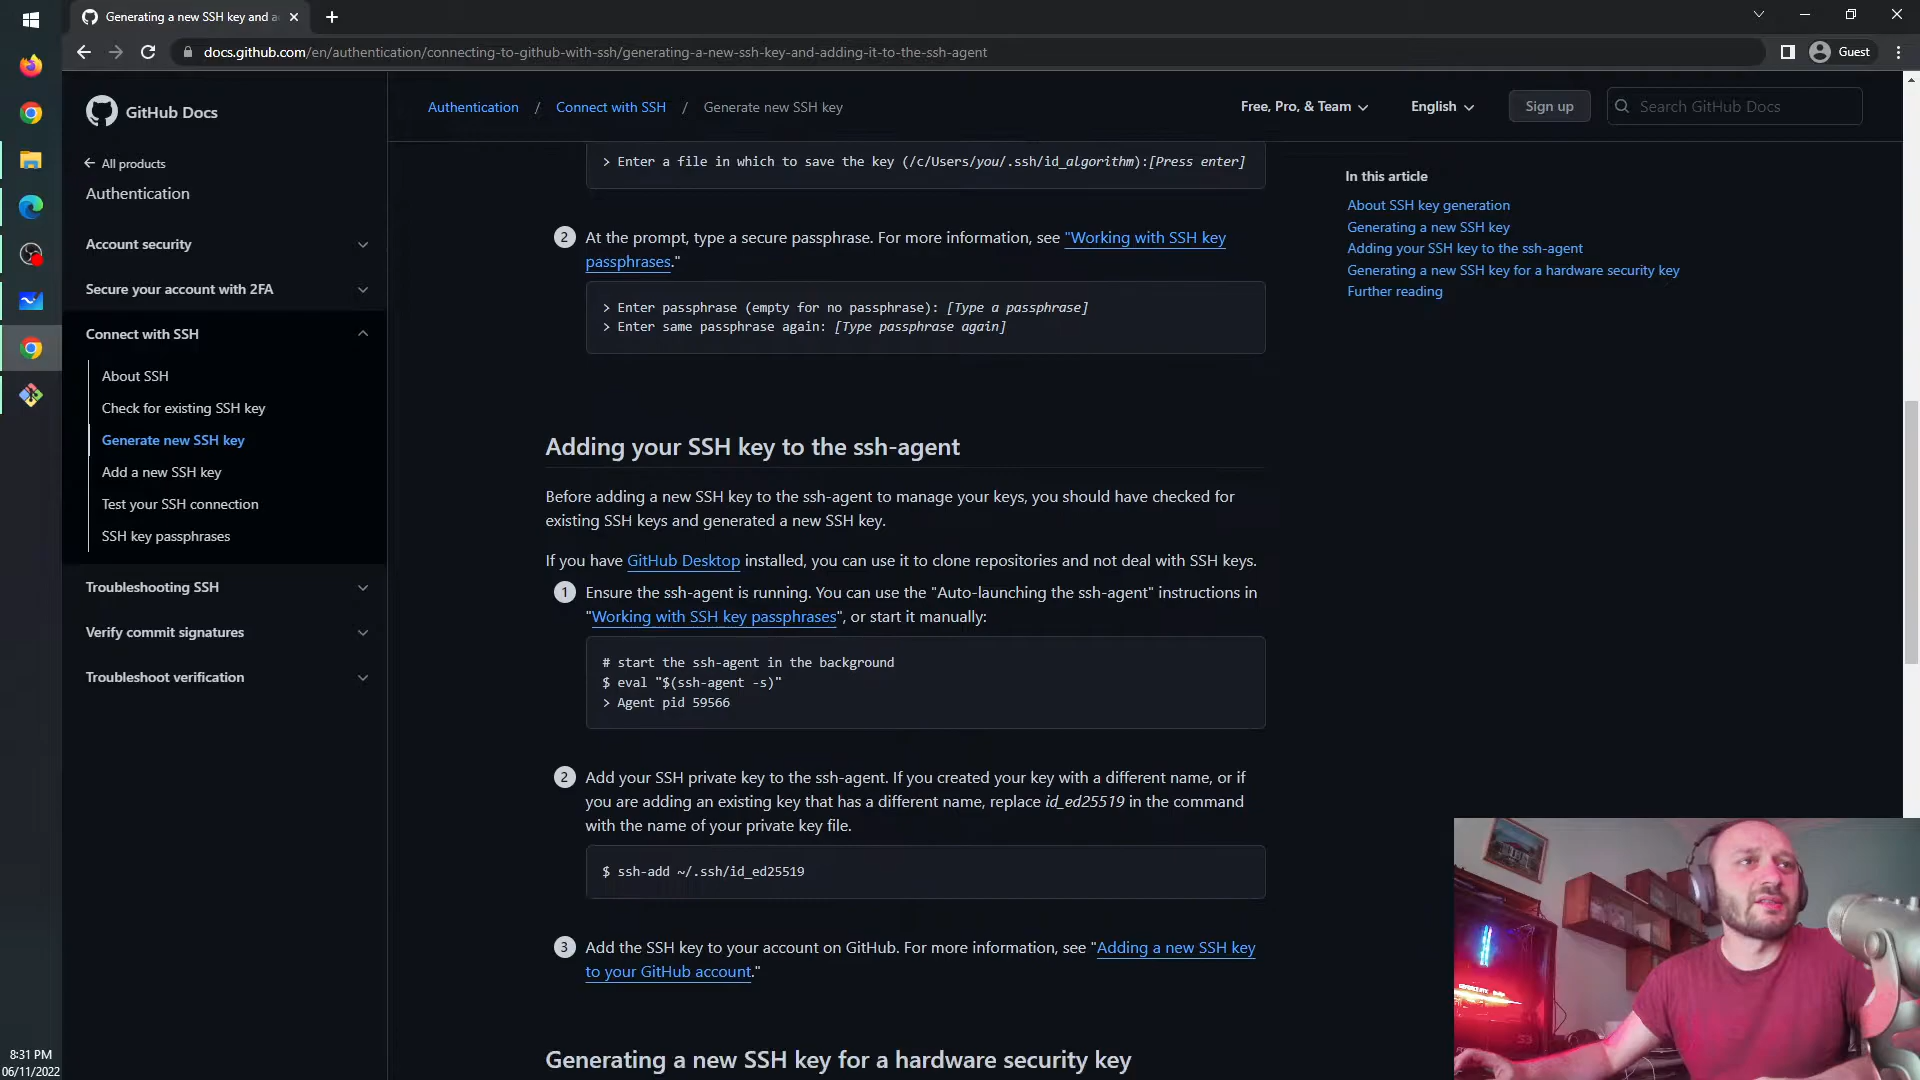 Generating a new SSH key and a
docs.github.com/en/authentication/connecting-to-github-with-ssh/generating-a-new-ssh-key-and-adding-it-to-the-ssh-agent
Guest
GitHub Docs
Authentication / Connect with SSH / Generate new SSH key
Free, Pro, & Team
English
Sign up
Search GitHub Docs
All products
Authentication
Account security
Secure your account with 2FA
Connect with SSH
About SSH
Check for existing SSH key
Generate new SSH key
Add a new SSH key
Test your SSH connection
SSH key passphrases
Troubleshooting SSH
Verify commit signatures
Troubleshoot verification
> Enter a file in which to save the key (/c/Users/you/.ssh/id_algorithm):[Press enter]
2 At the prompt, type a secure passphrase. For more information, see "Working with SSH key
passphrases."
> Enter passphrase (empty for no passphrase): [Type a passphrase]
> Enter same passphrase again: [Type passphrase again]
Adding your SSH key to the ssh-agent
Before adding a new SSH key to the ssh-agent to manage your keys, you should have checked for
existing SSH keys and generated a new SSH key.
If you have GitHub Desktop installed, you can use it to clone repositories and not deal with SSH keys.
1 Ensure the ssh-agent is running. You can use the "Auto-launching the ssh-agent" instructions in
"Working with SSH key passphrases", or start it manually:
# start the ssh-agent in the background
$ eval "$(ssh-agent -s)"
> Agent pid 59566
2 Add your SSH private key to the ssh-agent. If you created your key with a different name, or if
you are adding an existing key that has a different name, replace id_ed25519 in the command
with the name of your private key file.
$ ssh-add ~/.ssh/id_ed25519
3 Add the SSH key to your account on GitHub. For more information, see "Adding a new SSH key
to your GitHub account."
Generating a new SSH key for a hardware security key
In this article
About SSH key generation
Generating a new SSH key
Adding your SSH key to the ssh-agent
Generating a new SSH key for a hardware security key
Further reading
8:31 PM
06/11/2022